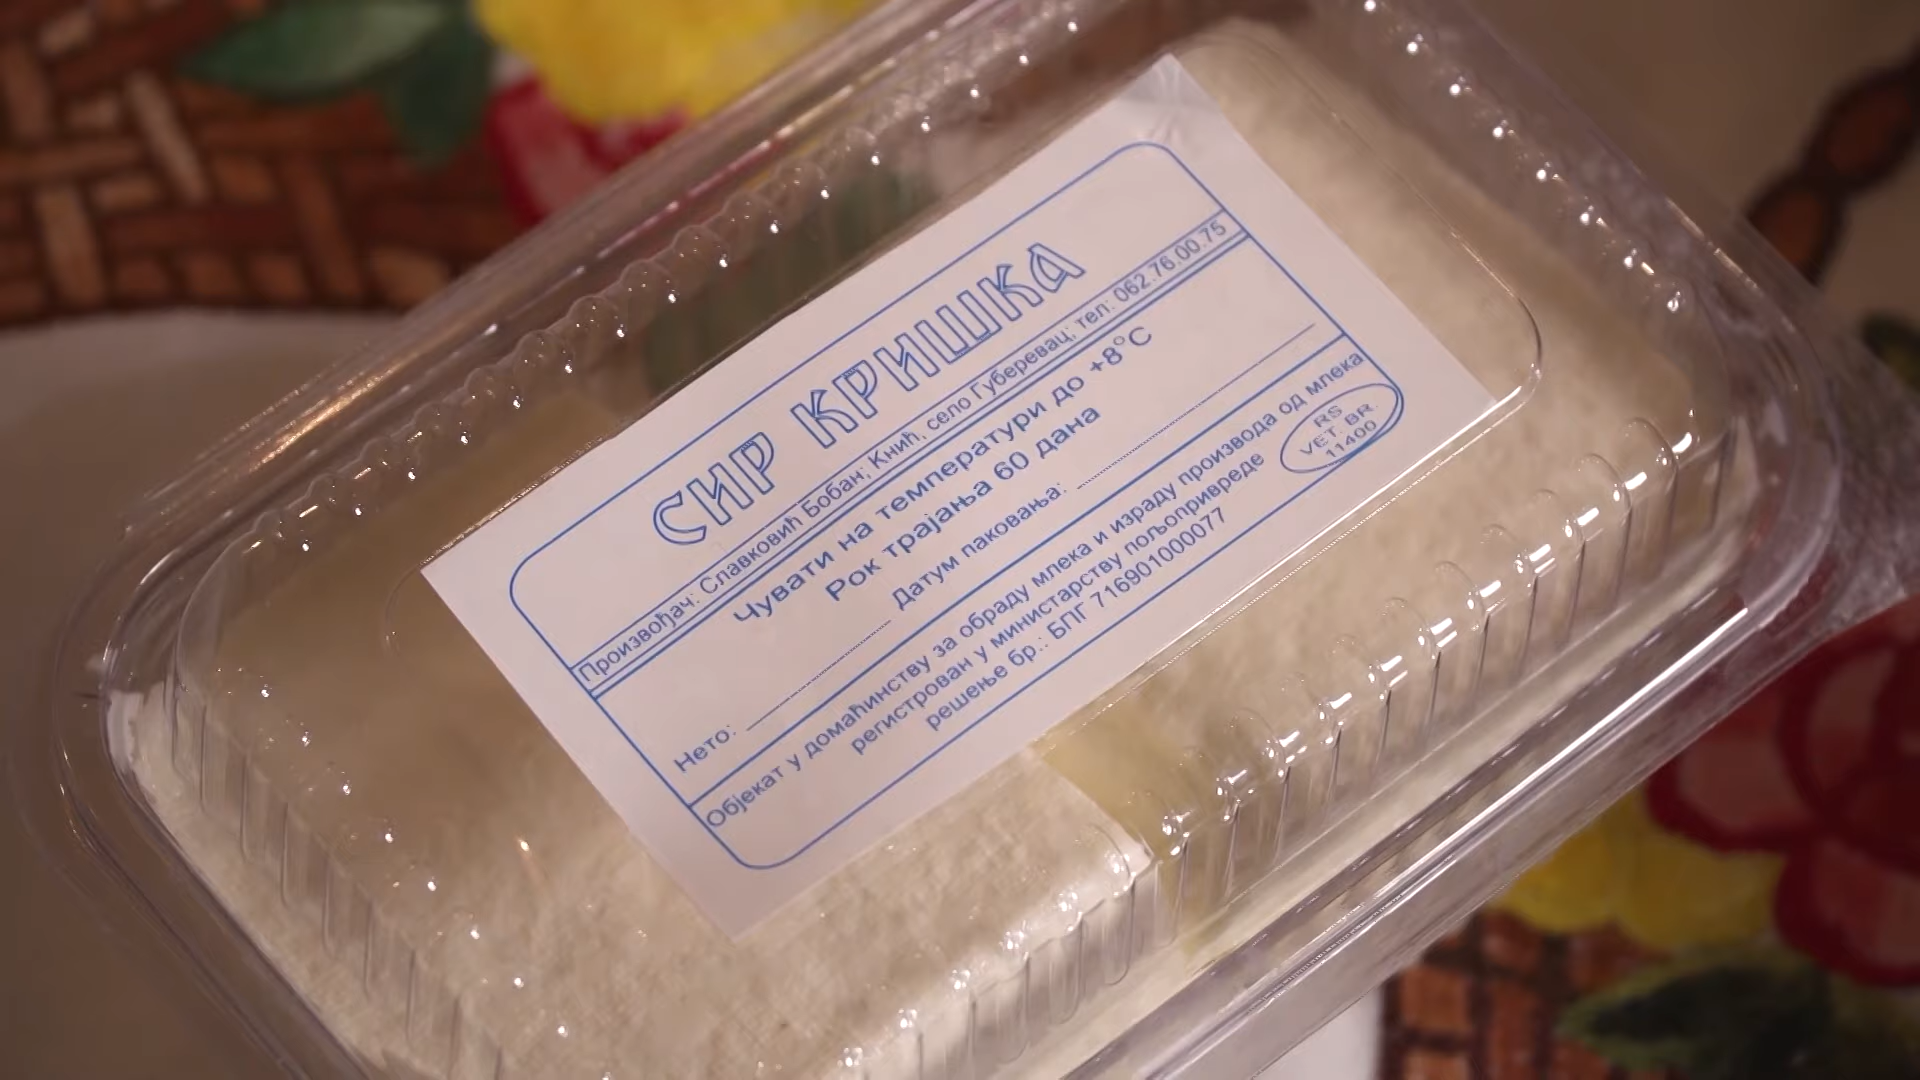 СИР КРИШКА
Произвођач: Славковић Бобан; Кнић, село Губеревац; тел: 062.76.00.75
Чувати на температури до +8°С
Рок трајања 60 дана
Нето: Датум паковања:
Објекат у домаћинству за обраду млека и израду производа од млека
регистрован у министарству пољопривреде
решење бр.: БПГ 716901000077
RS
VET. BR.
11400